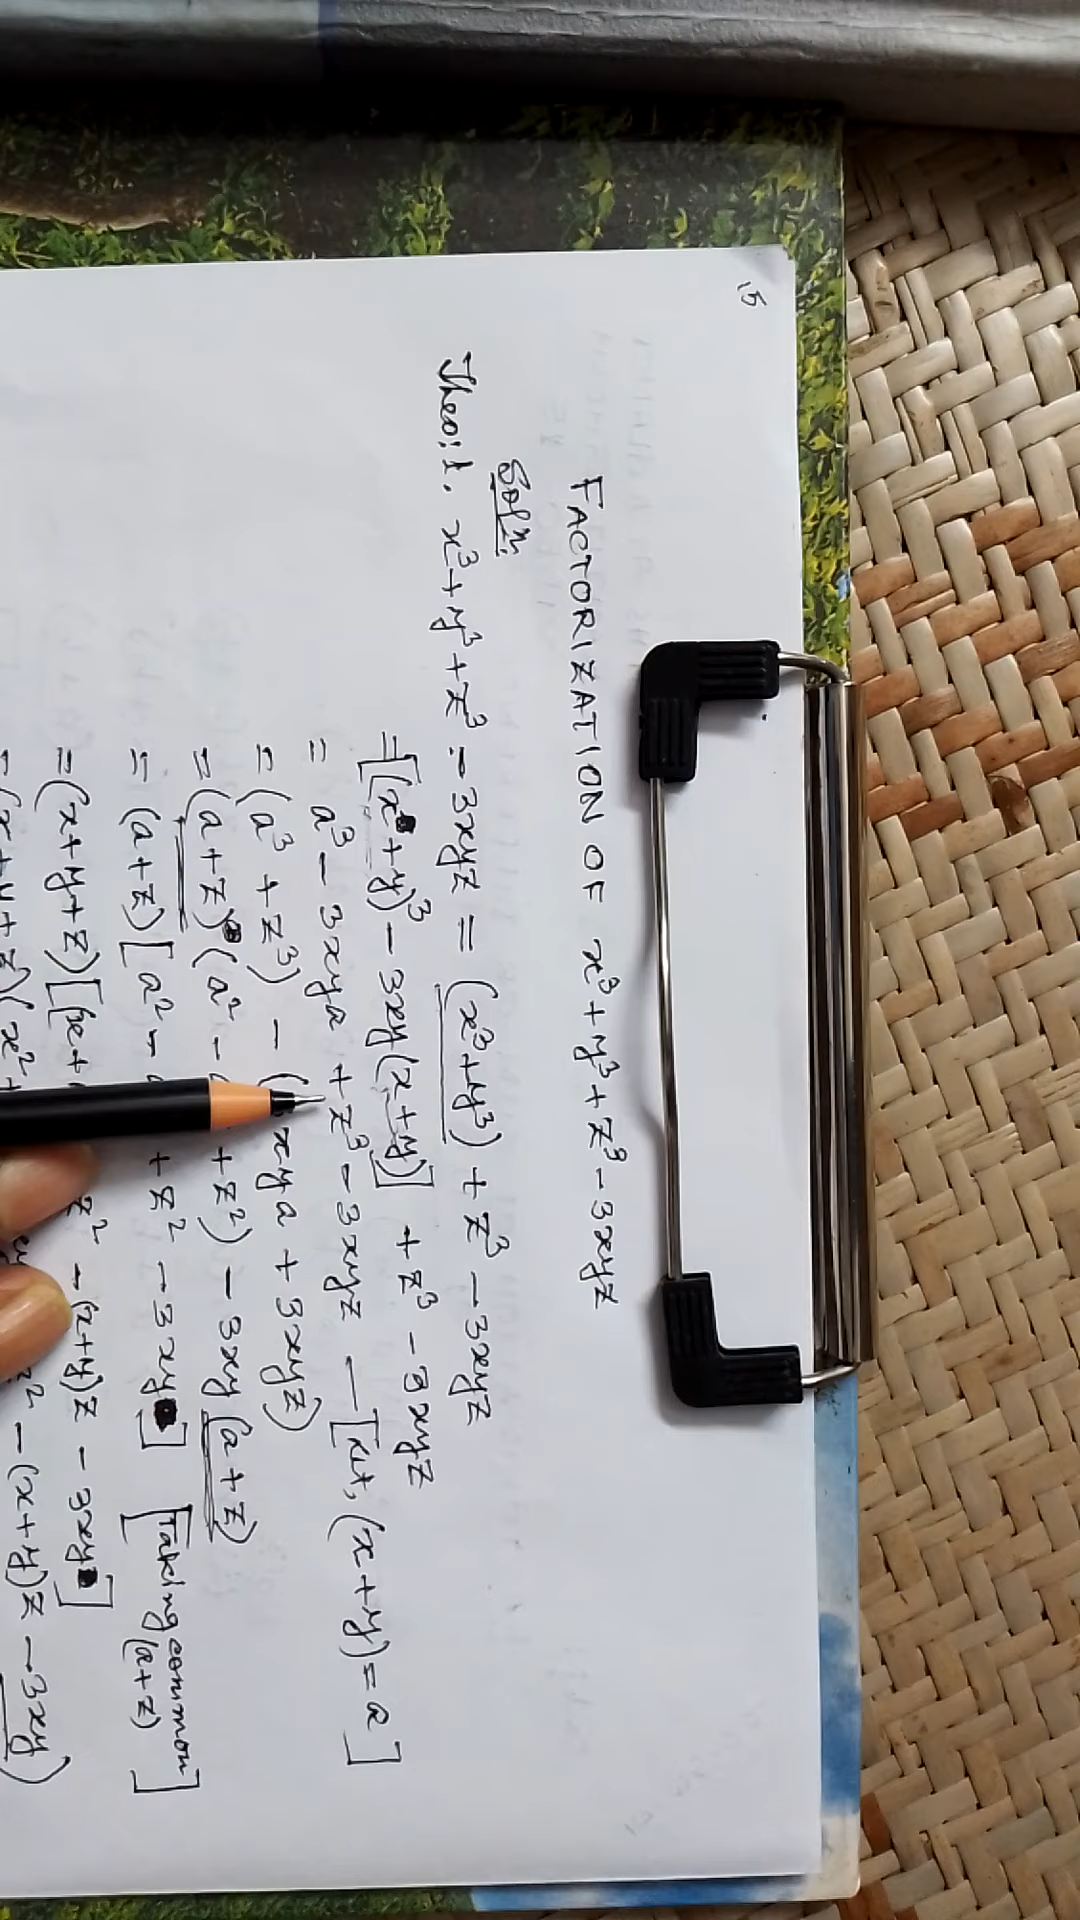 15
FACTORIZATION OF x³+y³+z³-3xyz
Solⁿ:
Theo: 1. x³+y³+z³-3xyz = (x³+y³)+z³-3xyz
=[(x+y)³-3xy(x+y)]+z³-3xyz
= a³-3xya+z³-3xyz — [Let, (x+y)=a]
= (a³+z³)-( xya+3xyz)
=(a+z)(a²- +z²)-3xy(a+z)
= (a+z)[a²- +z²-3xy] [Taking common (a+z)]
=(x+y+z)[(x+ z²-(x+y)z-3xy]
=(x+y+z)(x²+ z²-(x+y)z-3xy)